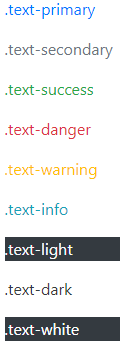 .text-primary
.text-secondary
.text-success
.text-danger
.text-warning
.text-info
.text-light
.text-dark
.text-white